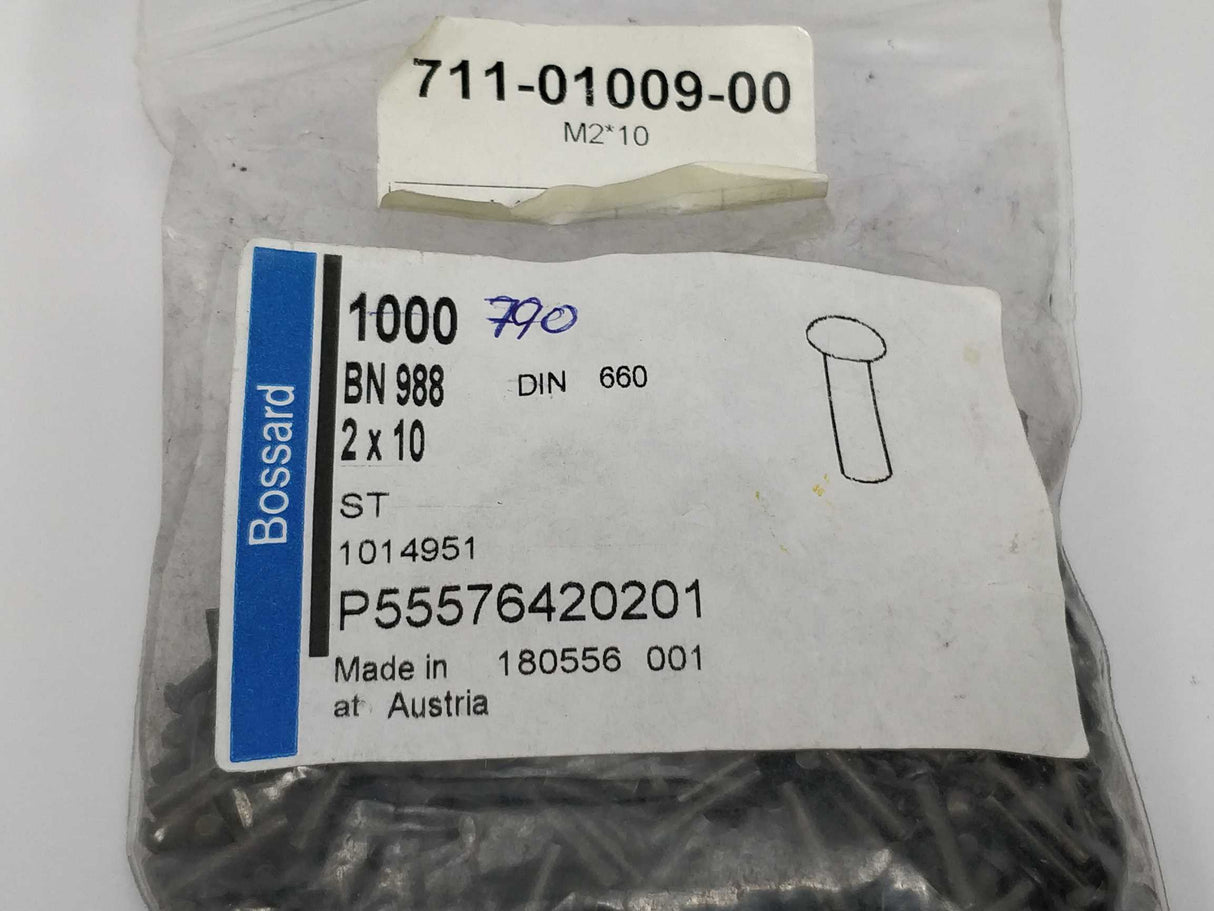 711-01009-00
M2*10
Bossard
1000 790
BN 988 DIN 660
2 x 10
ST
1014951
P55576420201
Made in 180556 001
at Austria